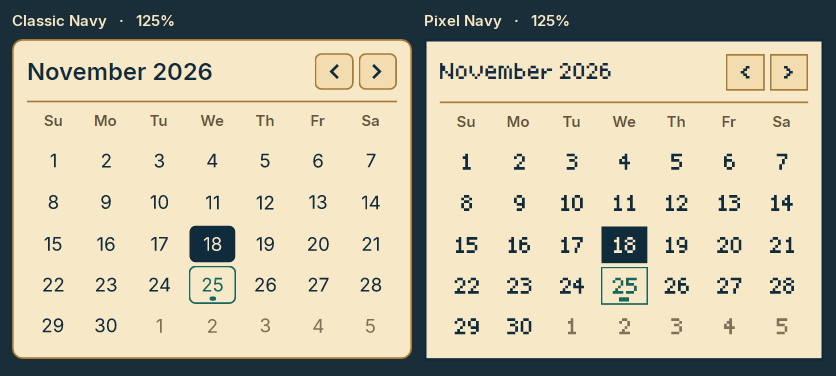 Classic Navy · 125%
November 2026
Su Mo Tu We Th Fr Sa
1 2 3 4 5 6 7
8 9 10 11 12 13 14
15 16 17 18 19 20 21
22 23 24 25 26 27 28
29 30 1 2 3 4 5
Pixel Navy · 125%
November 2026
Su Mo Tu We Th Fr Sa
1 2 3 4 5 6 7
8 9 10 11 12 13 14
15 16 17 18 19 20 21
22 23 24 25 26 27 28
29 30 1 2 3 4 5